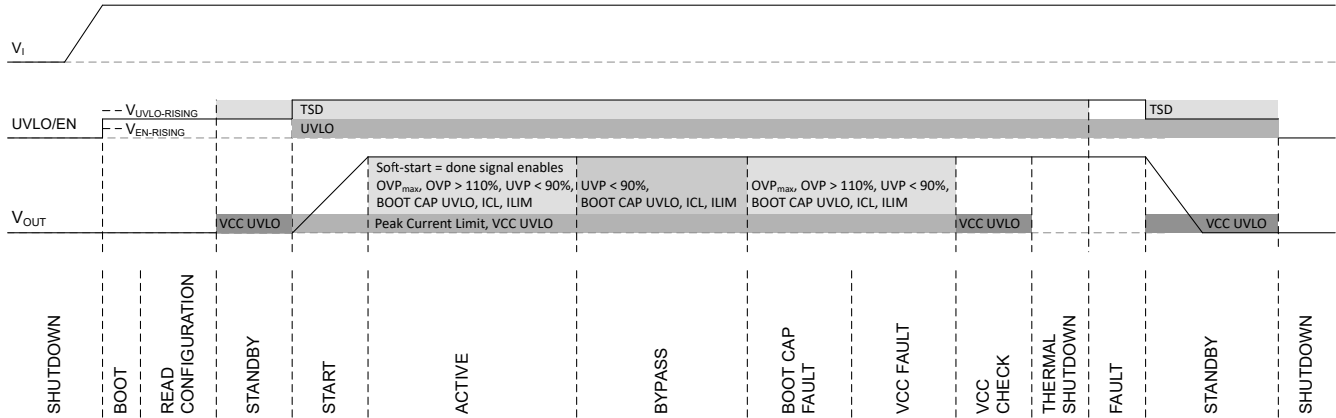 V_I
UVLO/EN
V_UVLO-RISING
V_EN-RISING
TSD
TSD
UVLO
V_OUT
Soft-start = done signal enables
OVP_max, OVP > 110%, UVP < 90%,
BOOT CAP UVLO, ICL, ILIM
UVP < 90%,
BOOT CAP UVLO, ICL, ILIM
OVP_max, OVP > 110%, UVP < 90%,
BOOT CAP UVLO, ICL, ILIM
VCC UVLO
Peak Current Limit, VCC UVLO
VCC UVLO
VCC UVLO
SHUTDOWN
BOOT
READ
CONFIGURATION
STANDBY
START
ACTIVE
BYPASS
BOOT CAP
FAULT
VCC FAULT
VCC
CHECK
THERMAL
SHUTDOWN
FAULT
STANDBY
SHUTDOWN